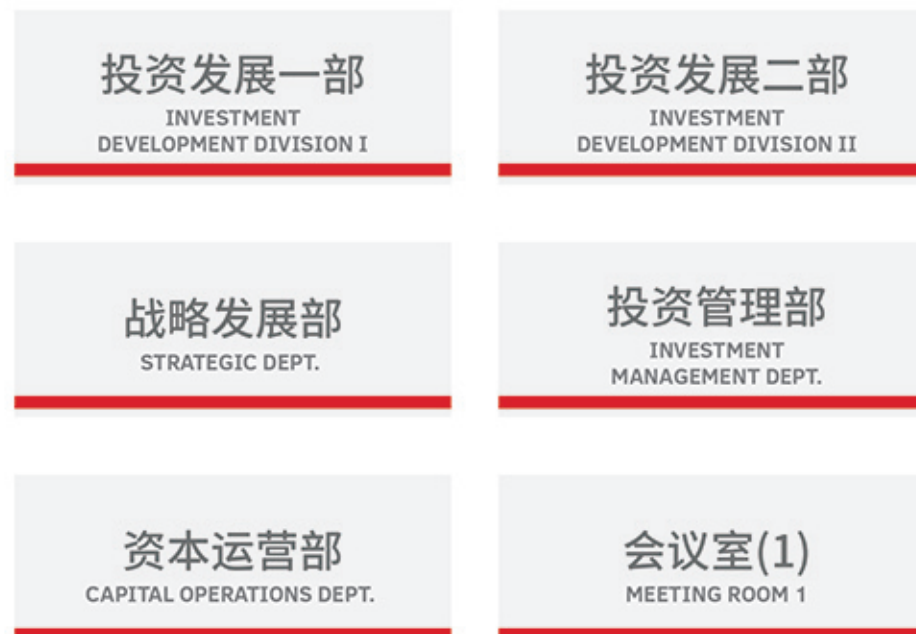 投资发展一部
INVESTMENT
DEVELOPMENT DIVISION I
投资发展二部
INVESTMENT
DEVELOPMENT DIVISION II
战略发展部
STRATEGIC DEPT.
投资管理部
INVESTMENT
MANAGEMENT DEPT.
资本运营部
CAPITAL OPERATIONS DEPT.
会议室(1)
MEETING ROOM 1